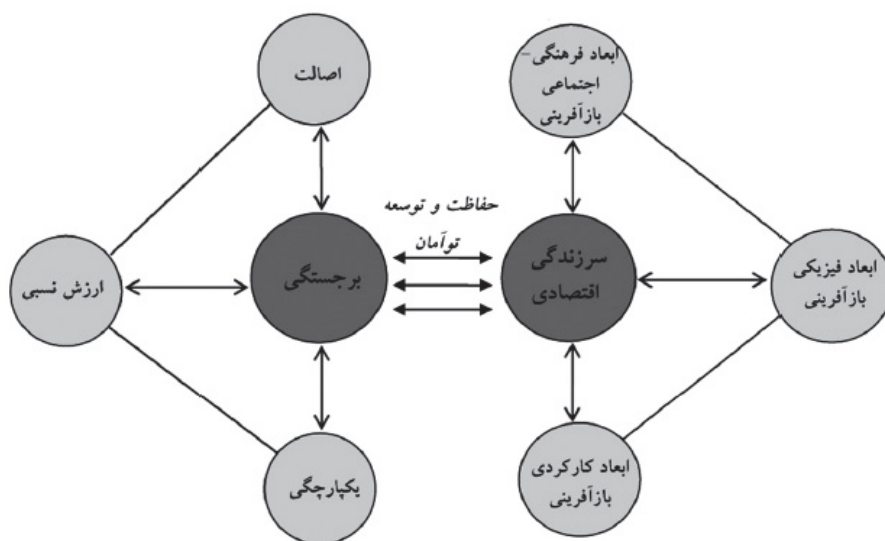 ابعاد فرهنگی-
اجتماعی
بازآفرینی
اصالت
حفاظت و توسعه
توآمان
سرزندگی
اقتصادی
برجستگی
ابعاد فیزیکی
بازآفرینی
ارزش نسبی
ابعاد کارکردی
بازآفرینی
یکپارچگی